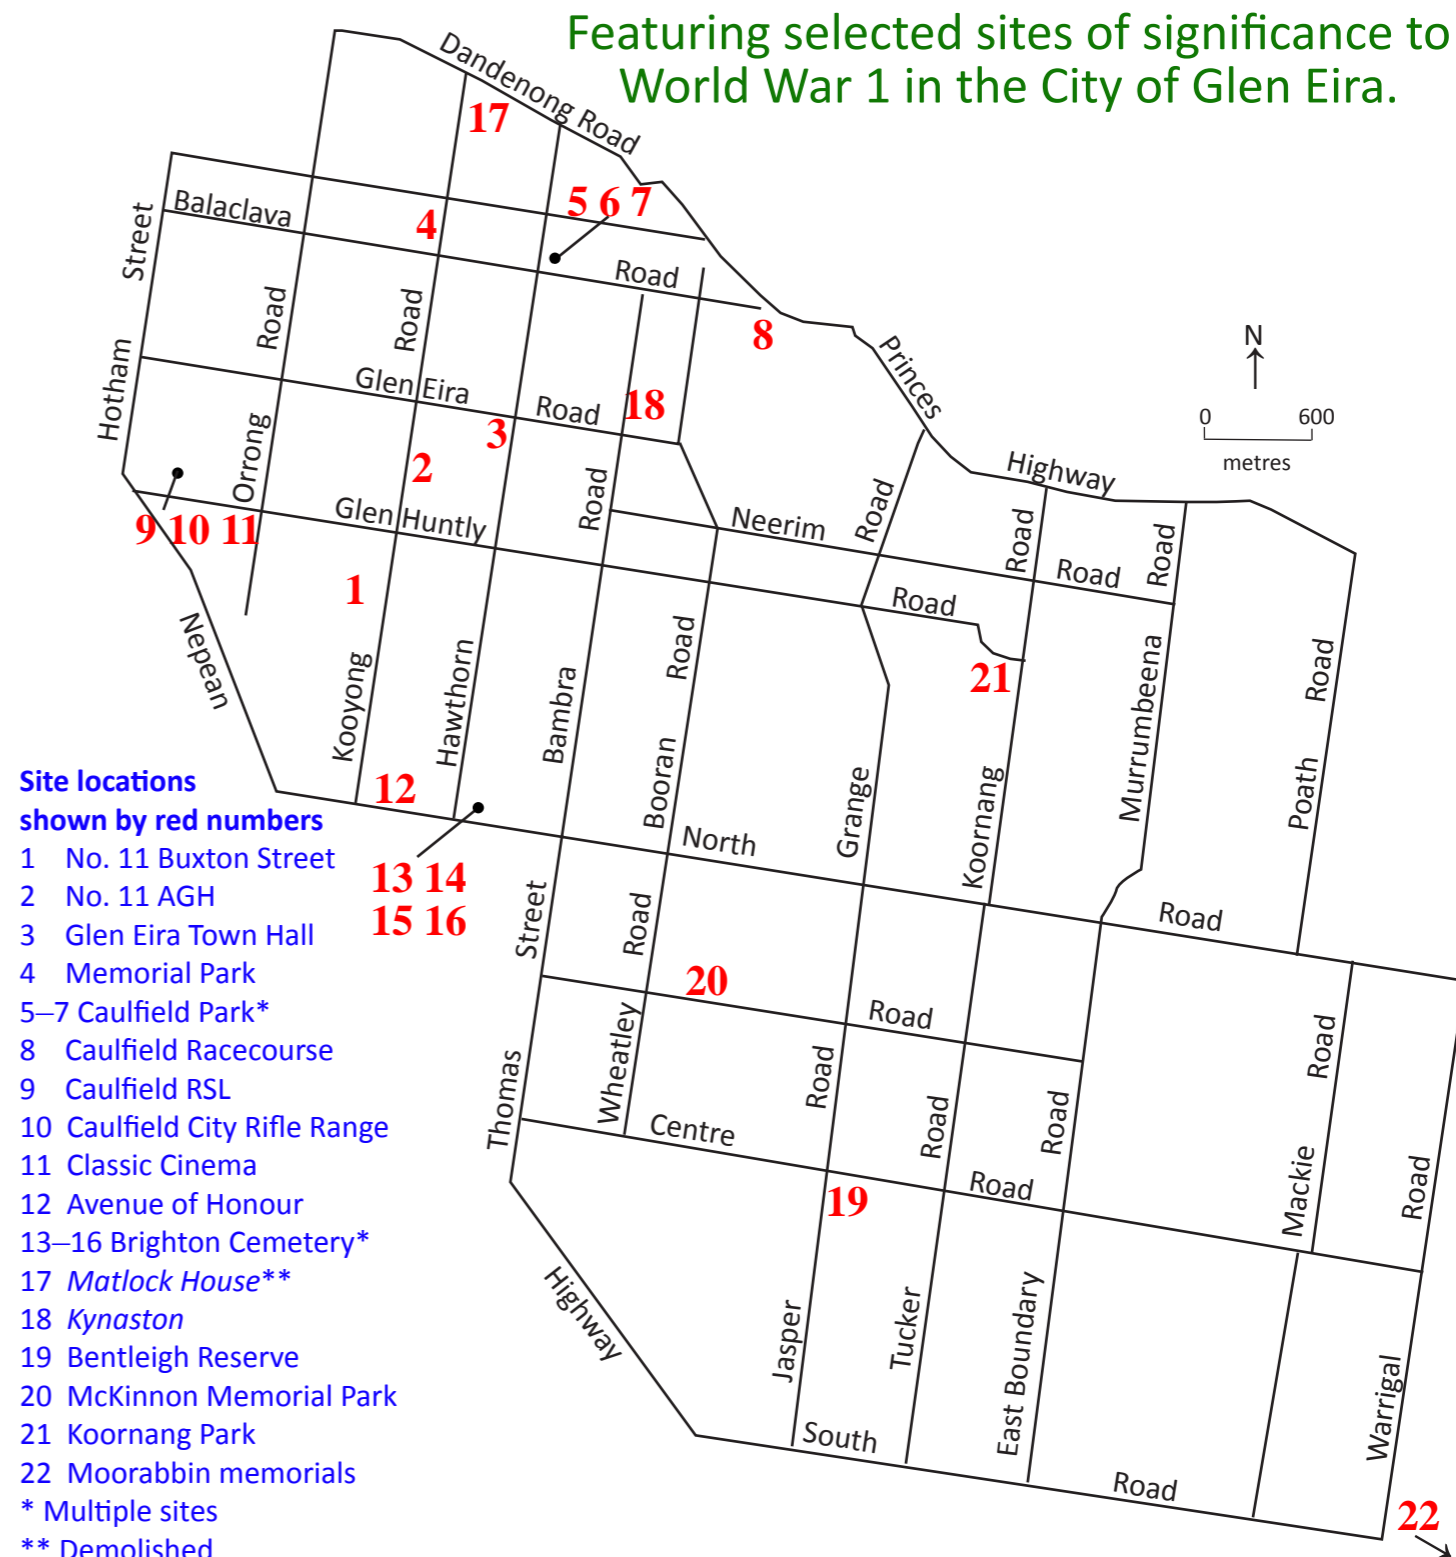 Featuring selected sites of significance to
World War 1 in the City of Glen Eira.
Dandenong Road
17
5 6 7
4
Balaclava
Road
Street
Hotham
Road
Road
8
Princes
Highway
N
0 600
metres
Glen Eira
Road
18
3
2
Orrong
9 10 11
Glen Huntly
Road
Neerim
Road
Road
Road
Road
Road
1
Nepean
Kooyong
Hawthorn
Bambra
Road
Booran
21
Grange
Koornang
Murrumbeena
Road
Poath
12
North
Road
13 14
15 16
Site locations
shown by red numbers
1 No. 11 Buxton Street
2 No. 11 AGH
3 Glen Eira Town Hall
4 Memorial Park
5–7 Caulfield Park*
8 Caulfield Racecourse
9 Caulfield RSL
10 Caulfield City Rifle Range
11 Classic Cinema
12 Avenue of Honour
13–16 Brighton Cemetery*
17 Matlock House**
18 Kynaston
19 Bentleigh Reserve
20 McKinnon Memorial Park
21 Koornang Park
22 Moorabbin memorials
* Multiple sites
** Demolished
Street
Thomas
Road
Wheatley
20
Road
Centre
Road
Road
Road
Road
19
Road
Mackie
Road
Highway
Jasper
Tucker
East Boundary
Warrigal
South
Road
22